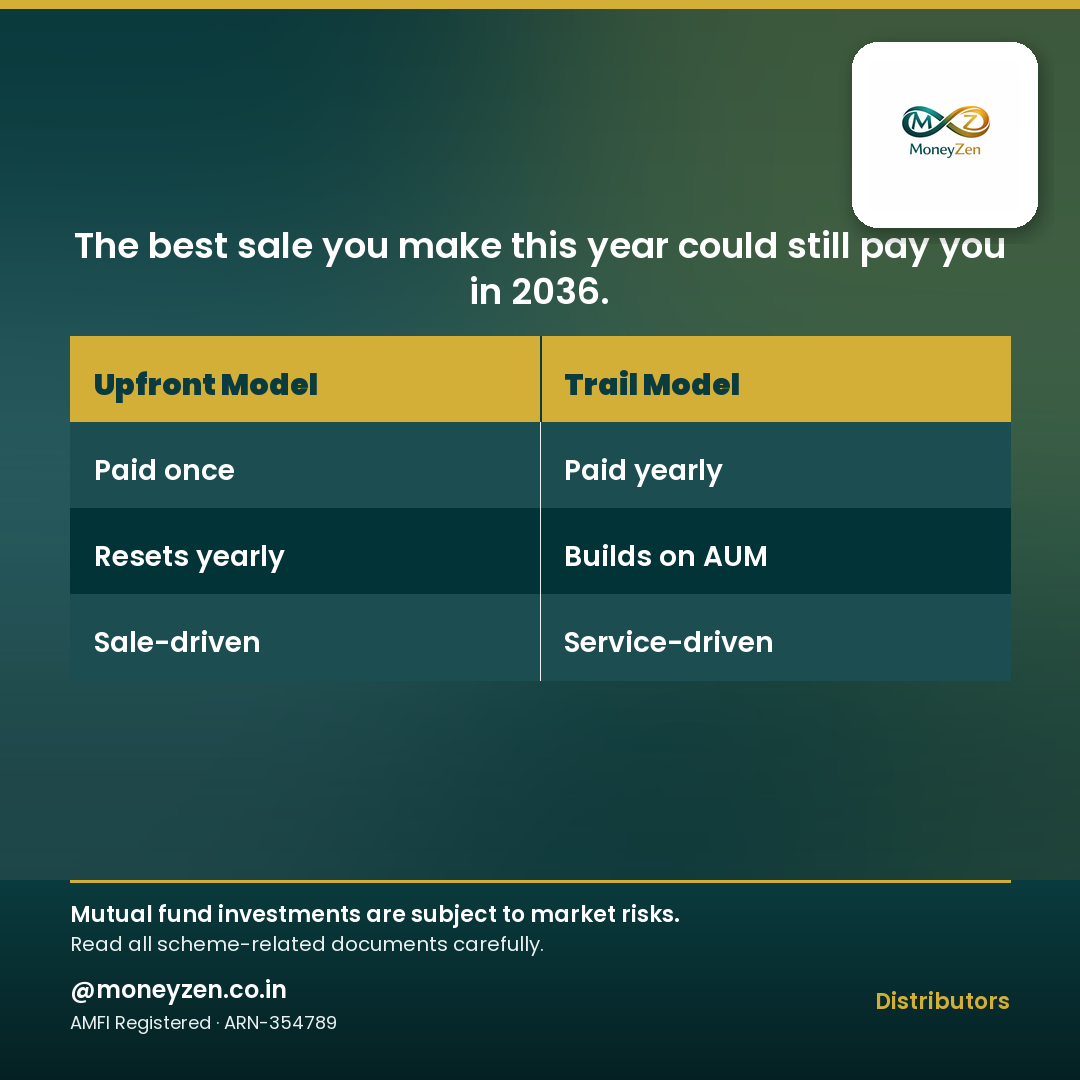 MZ
MoneyZen
The best sale you make this year could still pay you
in 2036.
Upfront Model
Trail Model
Paid once
Paid yearly
Resets yearly
Builds on AUM
Sale-driven
Service-driven
Mutual fund investments are subject to market risks.
Read all scheme-related documents carefully.
@moneyzen.co.in
Distributors
AMFI Registered · ARN-354789